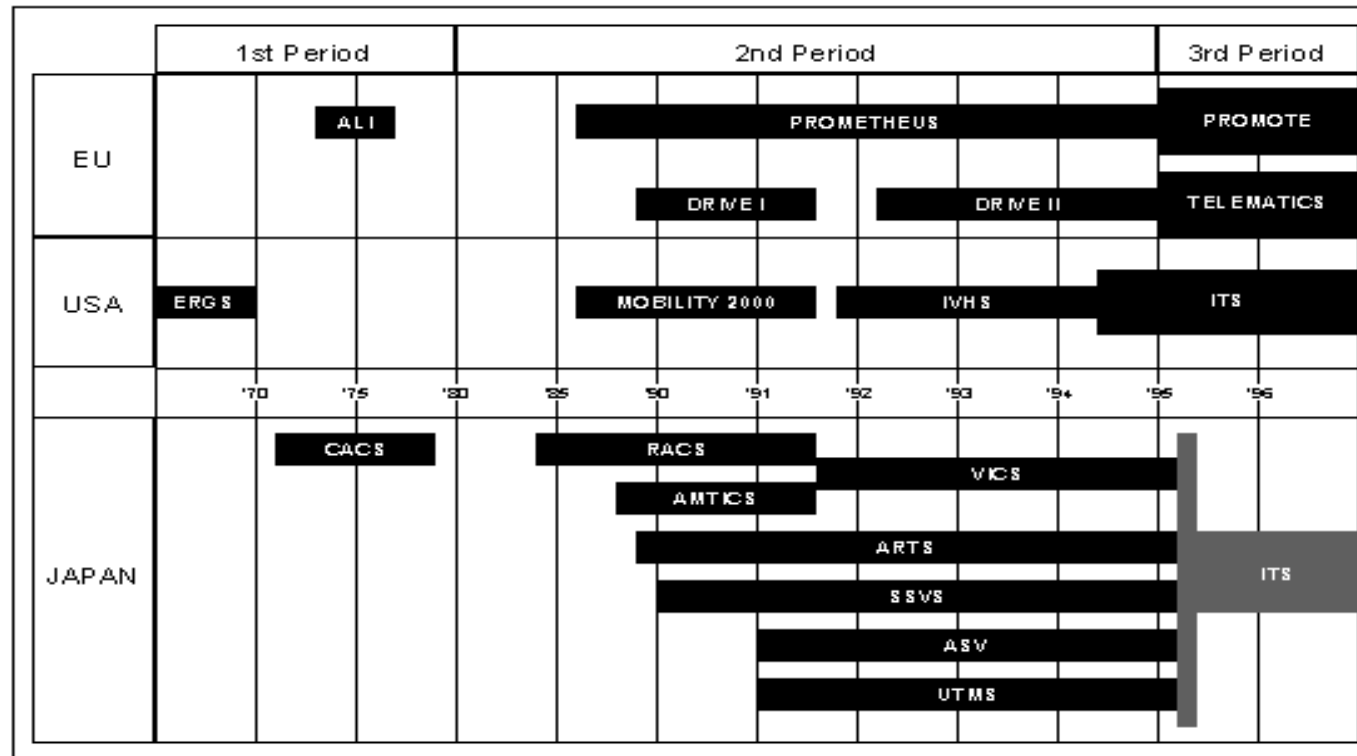 1st Period 2nd Period 3rd Period
EU
ALI PROMETHEUS PROMOTE
DRIVE I DRIVE II TELEMATICS
USA
ERGS MOBILITY 2000 IVHS ITS
'70 '75 '80 '85 '90 '91 '92 '93 '94 '95 '96
JAPAN
CACS RACS
VICS
AMTICS
ARTS
ITS
SSVS
ASV
UTMS